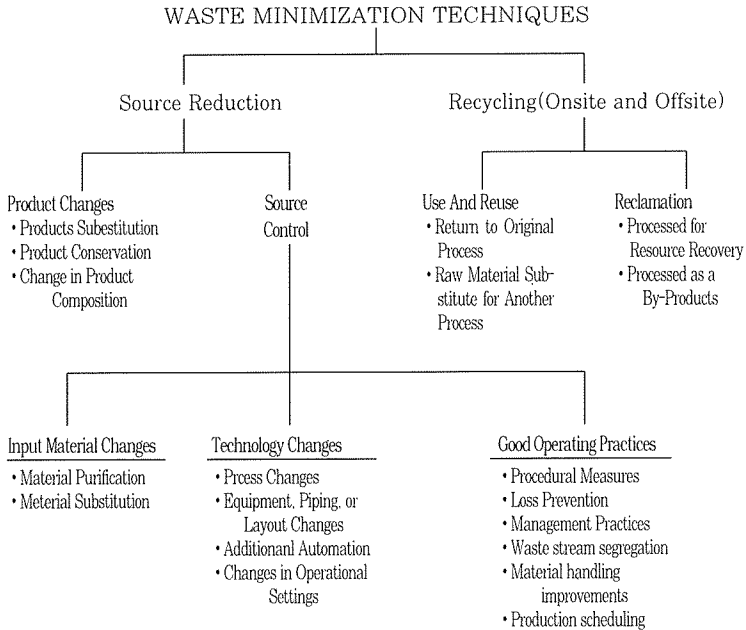 WASTE MINIMIZATION TECHNIQUES
Source Reduction
Recycling(Onsite and Offsite)
Product Changes
• Products Subestitution
• Product Conservation
• Change in Product
Composition
Source
Control
Use And Reuse
• Return to Original
Process
• Raw Material Sub-
stitute for Another
Process
Reclamation
• Processed for
Resource Recovery
• Processed as a
By-Products
Input Material Changes
• Material Purification
• Meterial Substitution
Technology Changes
• Prcess Changes
• Equipment, Piping, or
Layout Changes
• Additionanl Automation
• Changes in Operational
Settings
Good Operating Practices
• Procedural Measures
• Loss Prevention
• Management Practices
• Waste stream segregation
• Material handling
improvements
• Production scheduling